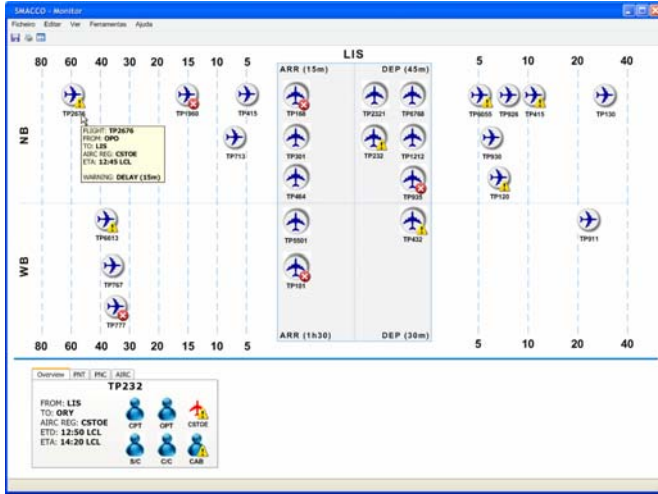 SMACCO - Monitor
Ficheiro Editar Ver Ferramentas Ajuda
LIS
80 60 40 30 20 15 10 5
ARR (15m) DEP (45m)
5 10 20 40
NB
TP2676 TP1960 TP415 TP168 TP2321 TP8768 TP6055 TP926 TP415 TP130
FLIGHT: TP2676
FROM: OPO
TO: LIS
AIRC REG: CSTOE
ETA: 12:45 LCL
WARNING: DELAY (15m)
TP713 TP301 TP232 TP1212 TP930
TP464 TP935 TP120
WB
TP6613 TP5501 TP432 TP911
TP767 TP181
TP777
ARR (1h30) DEP (30m)
80 60 40 30 20 15 10 5
5 10 20 40
Overview PNT PNC AIRC
TP232
FROM: LIS
TO: ORY
AIRC REG: CSTOE
ETD: 12:50 LCL
ETA: 14:20 LCL
CPT OPT CSTOE
S/C C/C CAB